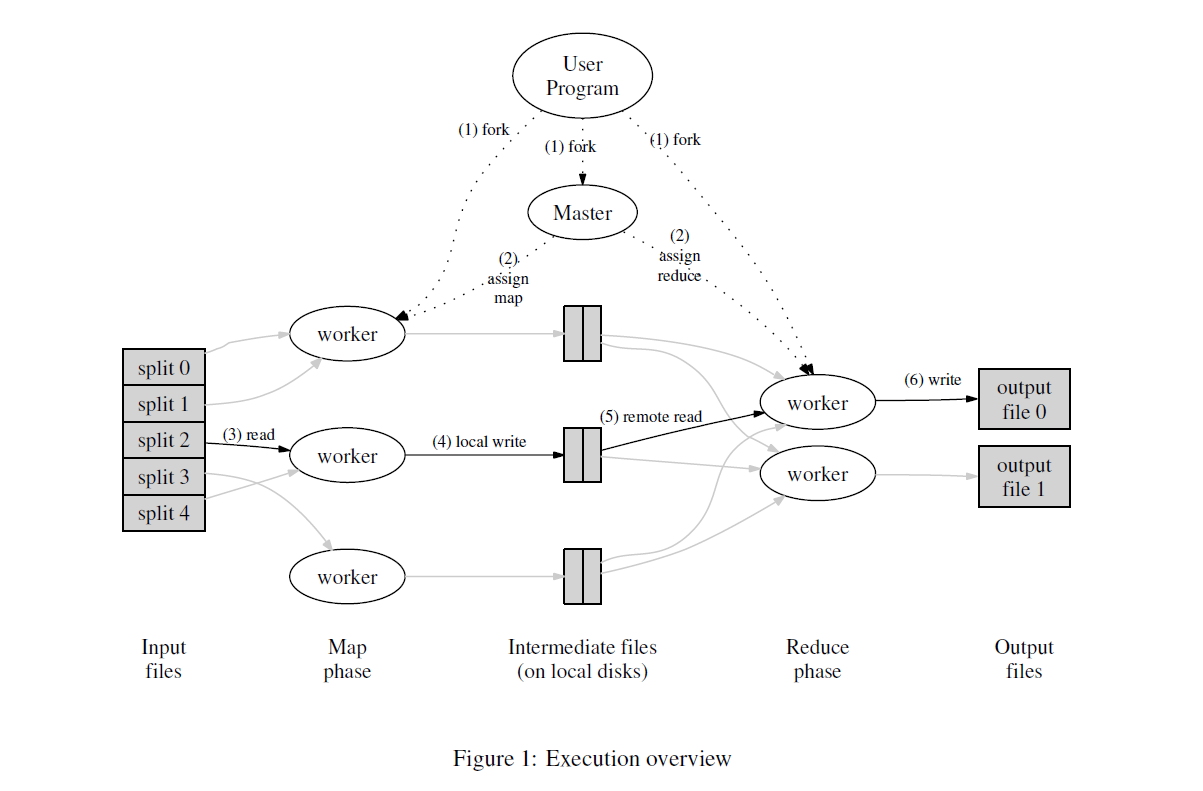 User
Program
(1) fork
(1) fork
(1) fork
Master
(2)
assign
map
(2)
assign
reduce
worker
split 0
split 1
split 2
split 3
split 4
(3) read
worker
(4) local write
(5) remote read
worker
(6) write
output
file 0
worker
output
file 1
worker
Input
files
Map
phase
Intermediate files
(on local disks)
Reduce
phase
Output
files
Figure 1: Execution overview